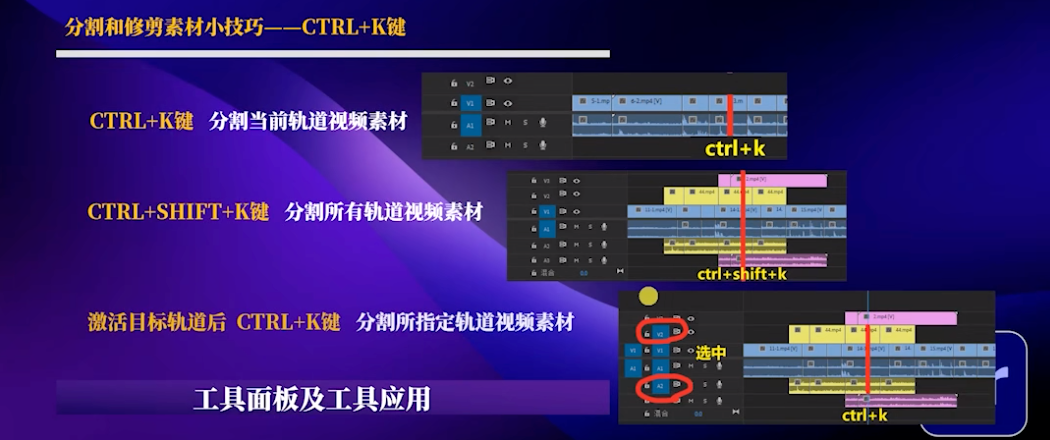 分割和修剪素材小技巧——CTRL+K键
CTRL+K键 分割当前轨道视频素材
V2
V1
A1 M S
A2 M S
5-1.mp
6-2.mp4 [V]
ctrl+k
CTRL+SHIFT+K键 分割所有轨道视频素材
V3
V2
V1
A1 M S
A2 M S
A3 M S
混合 0.0
44.mp4
44.mp4
11-1.mp4 [V]
14
15.mp4 [V]
ctrl+shift+k
激活目标轨道后 CTRL+K键 分割所指定轨道视频素材
V2
V1 V1
A1 A1
A2
混合 0.0
选中
44.mp4
44.mp4
44.mp4
11-1.mp4 [V]
14
15.mp4 [V]
ctrl+k
工具面板及工具应用